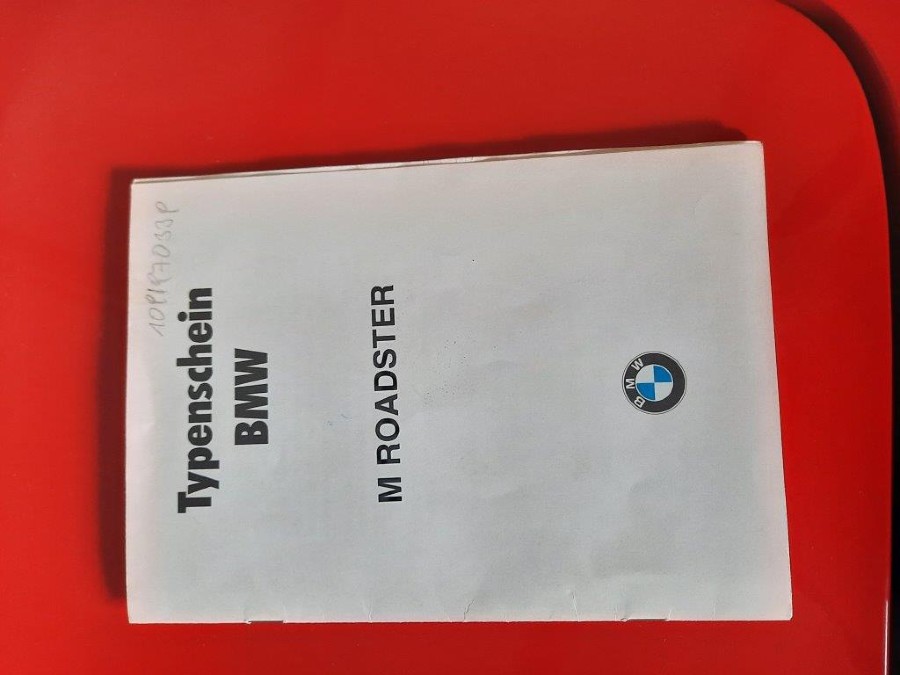 Typenschein
BMW
M ROADSTER
BMW